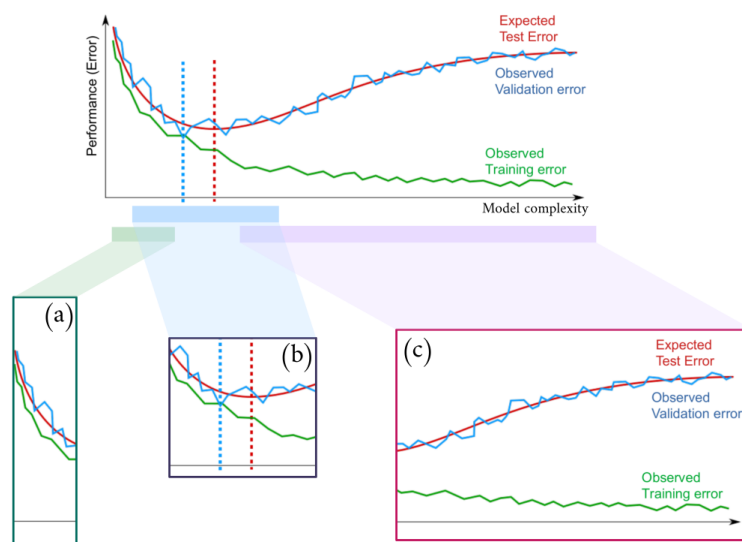 Performance (Error)
Expected
Test Error
Observed
Validation error
Observed
Training error
Model complexity
(a)
(b)
(c)
Expected
Test Error
Observed
Validation error
Observed
Training error